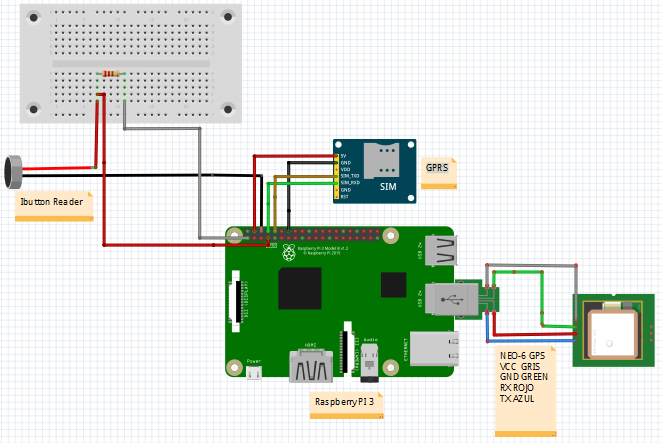 5V
GND
VDD
SIM_TXD
SIM_RXD
GND
RST
SIM
GPRS
Ibutton Reader
Raspberry Pi 3 Model B v1.2
© Raspberry Pi 2015
USB 2x
USB 2x
ETHERNET
HDMI
Audio
Power
NEO-6 GPS
VCC GRIS
GND GREEN
RX ROJO
TX AZUL
RaspberryPI 3